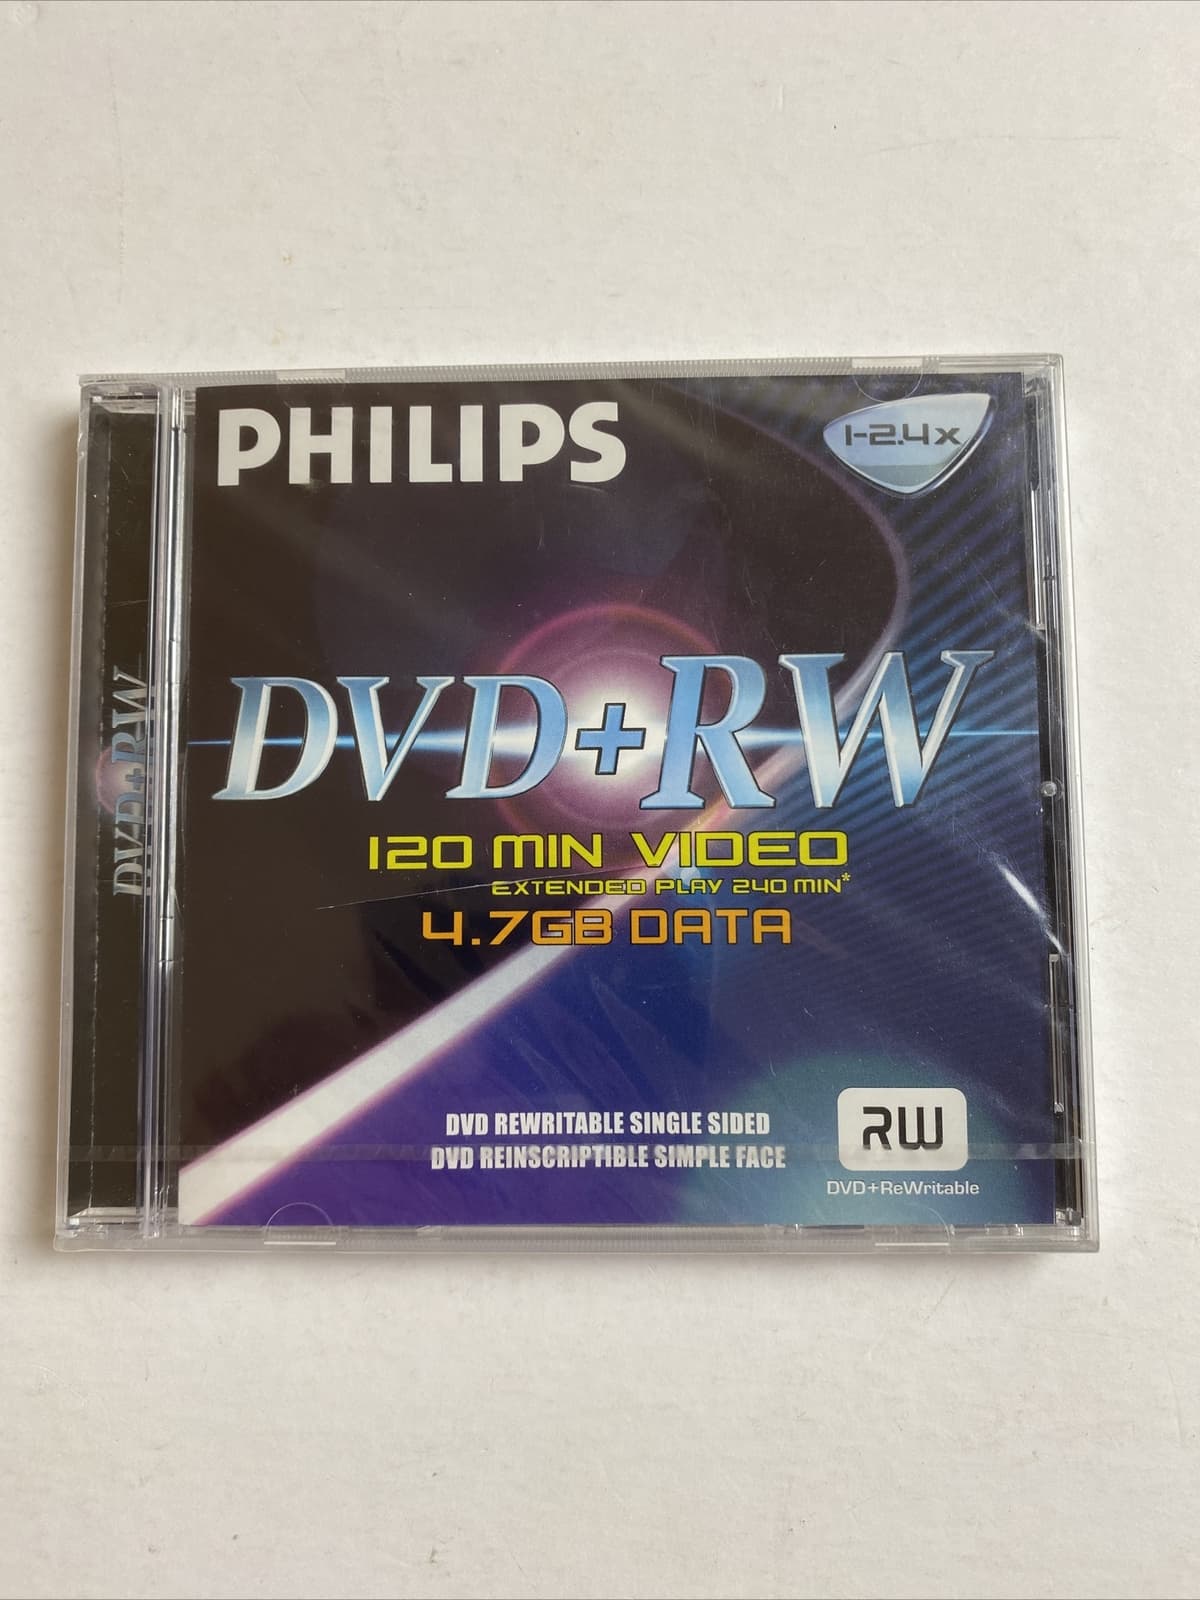 PHILIPS
1-2.4x
DVD+RW
DVD+RW
120 MIN VIDEO
EXTENDED PLAY 240 MIN*
4.7GB DATA
DVD REWRITABLE SINGLE SIDED
DVD REINSCRIPTIBLE SIMPLE FACE
RW
DVD+ReWritable